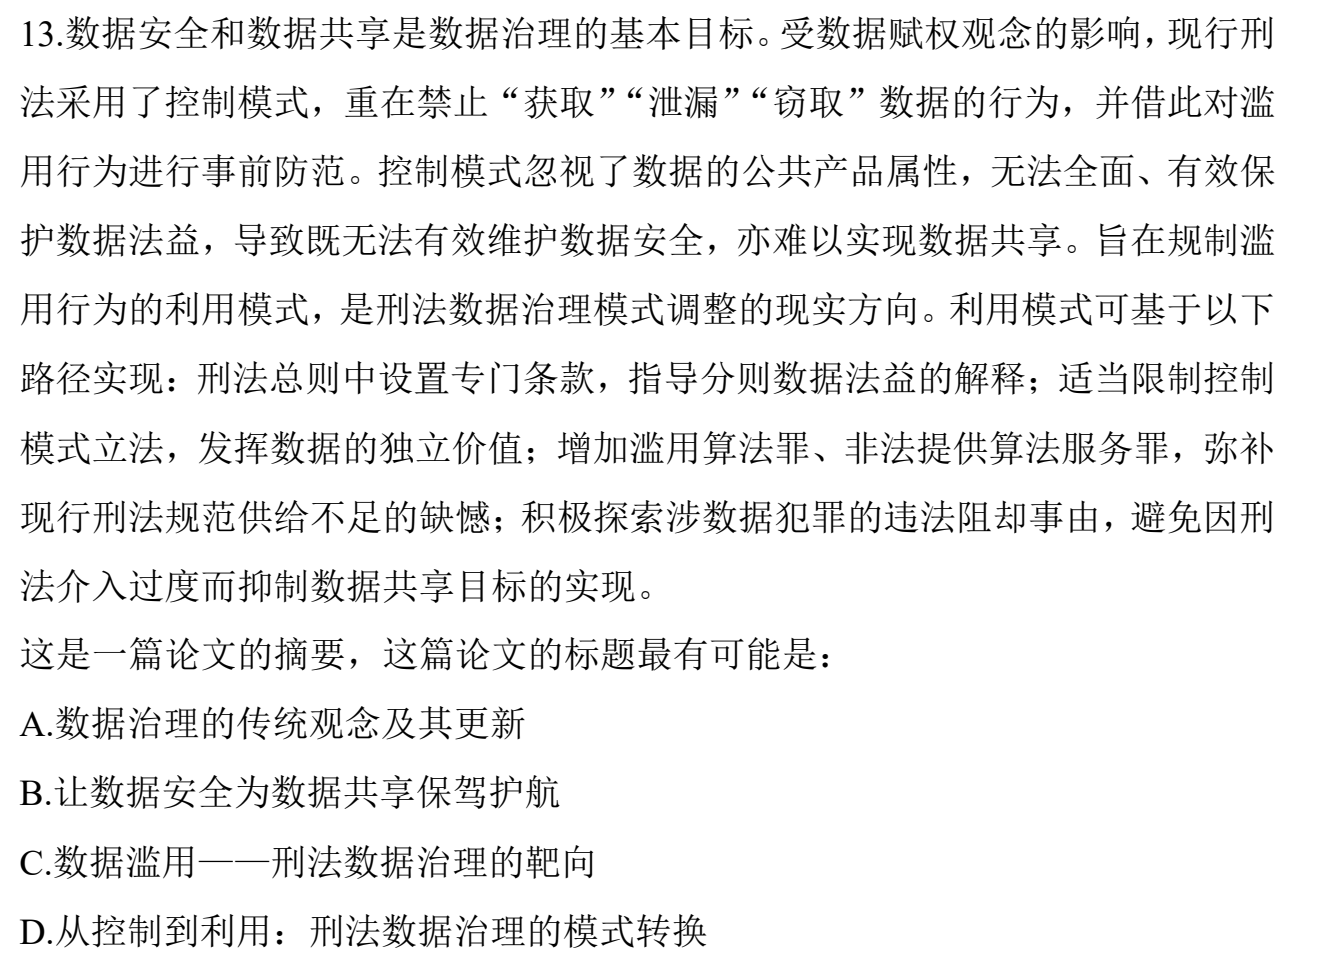 13.数据安全和数据共享是数据治理的基本目标。受数据赋权观念的影响，现行刑
法采用了控制模式，重在禁止“获取”“泄漏”“窃取”数据的行为，并借此对滥
用行为进行事前防范。控制模式忽视了数据的公共产品属性，无法全面、有效保
护数据法益，导致既无法有效维护数据安全，亦难以实现数据共享。旨在规制滥
用行为的利用模式，是刑法数据治理模式调整的现实方向。利用模式可基于以下
路径实现：刑法总则中设置专门条款，指导分则数据法益的解释；适当限制控制
模式立法，发挥数据的独立价值；增加滥用算法罪、非法提供算法服务罪，弥补
现行刑法规范供给不足的缺憾；积极探索涉数据犯罪的违法阻却事由，避免因刑
法介入过度而抑制数据共享目标的实现。
这是一篇论文的摘要，这篇论文的标题最有可能是：
A.数据治理的传统观念及其更新
B.让数据安全为数据共享保驾护航
C.数据滥用——刑法数据治理的靶向
D.从控制到利用：刑法数据治理的模式转换